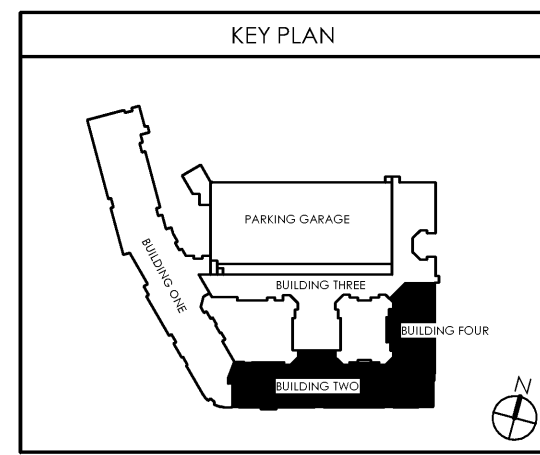 KEY PLAN
PARKING GARAGE
BUILDING ONE
BUILDING THREE
BUILDING FOUR
BUILDING TWO
N